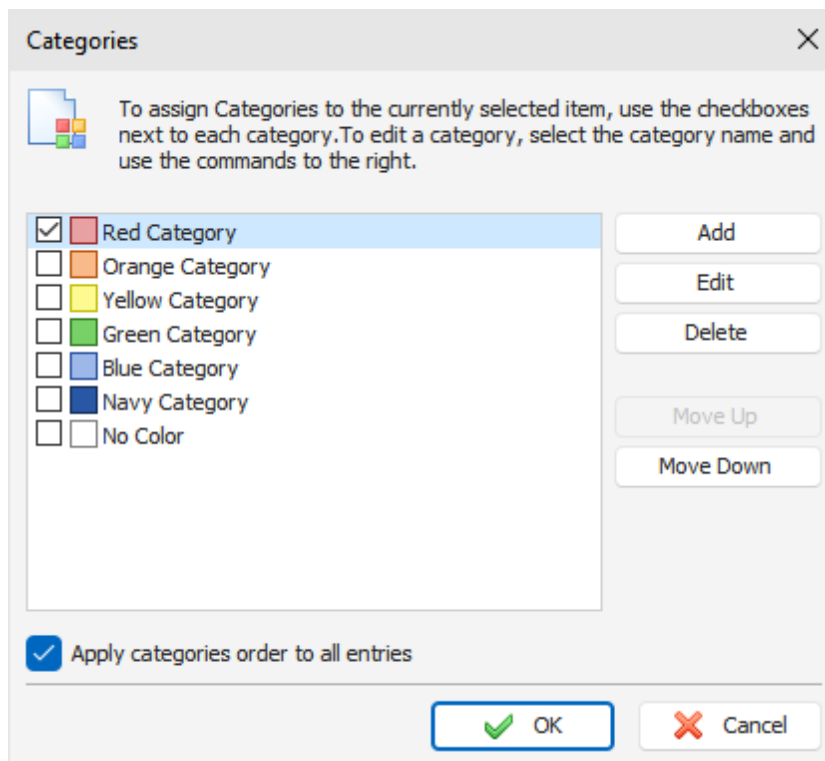 Categories
To assign Categories to the currently selected item, use the checkboxes
next to each category.To edit a category, select the category name and
use the commands to the right.
Red Category
Orange Category
Yellow Category
Green Category
Blue Category
Navy Category
No Color
Add
Edit
Delete
Move Up
Move Down
Apply categories order to all entries
OK
Cancel